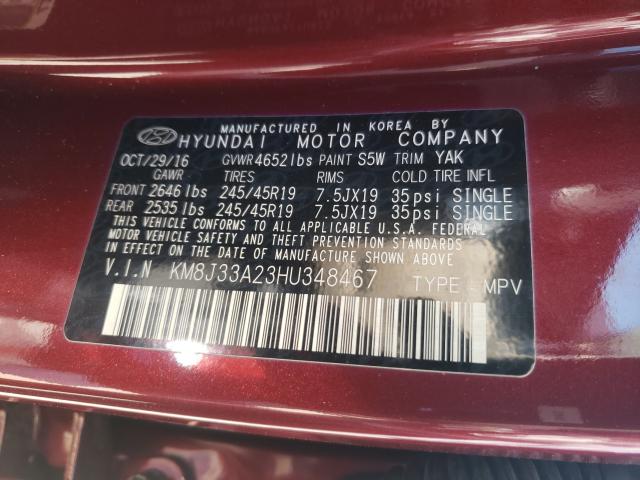 MANUFACTURED IN KOREA BY
HYUNDAI MOTOR COMPANY
OCT/29/16 GVWR 4652lbs PAINT S5W TRIM YAK
GAWR TIRES RIMS COLD TIRE INFL
FRONT 2646 lbs 245/45R19 7.5JX19 35psi SINGLE
REAR 2535 lbs 245/45R19 7.5JX19 35psi SINGLE
THIS VEHICLE CONFORMS TO ALL APPLICABLE U.S.A. FEDERAL
MOTOR VEHICLE SAFETY, BUMPER, AND THEFT PREVENTION STANDARDS
IN EFFECT ON THE DATE OF MANUFACTURE SHOWN ABOVE
V.I.N KM8J33A23HU348467 TYPE - MPV